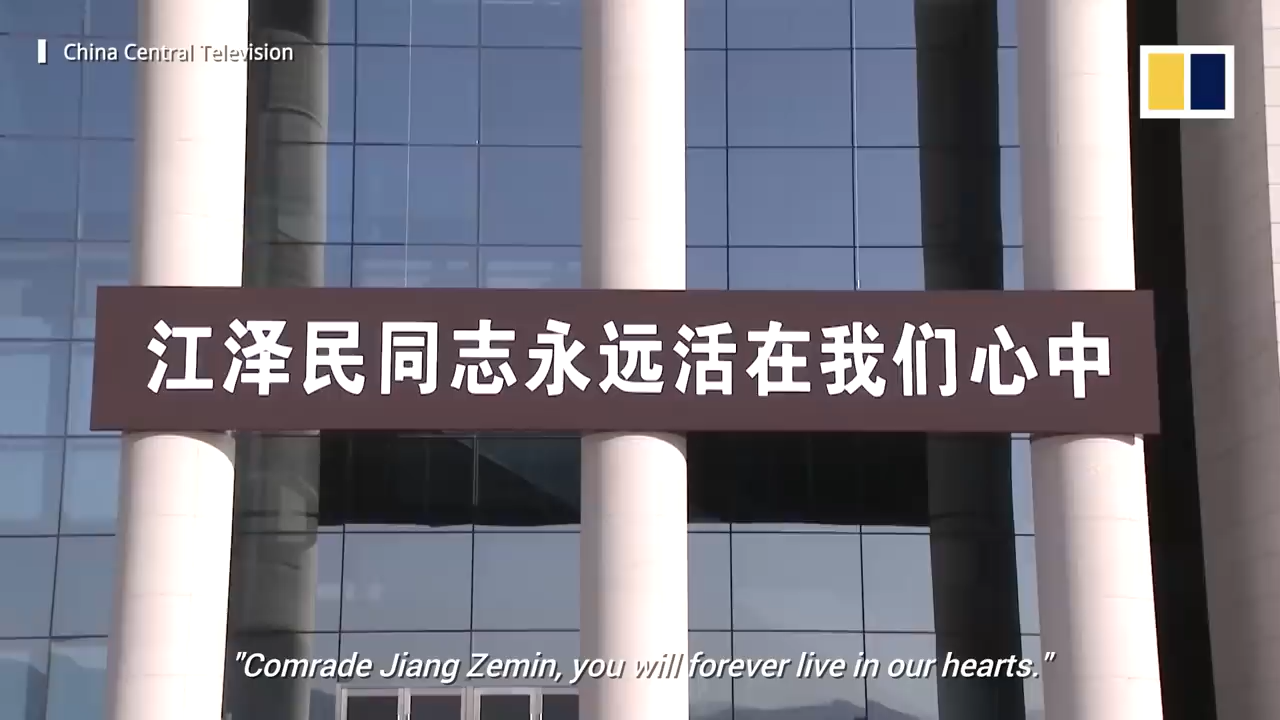 China Central Television
江泽民同志永远活在我们心中
"Comrade Jiang Zemin, you will forever live in our hearts."